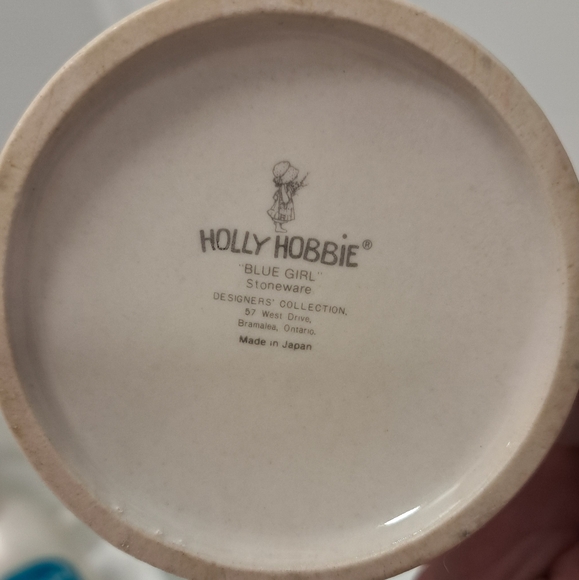 HOLLY HOBBiE®
"BLUE GIRL"
Stoneware
DESIGNERS' COLLECTION,
57 West Drive,
Bramalea, Ontario.
Made in Japan